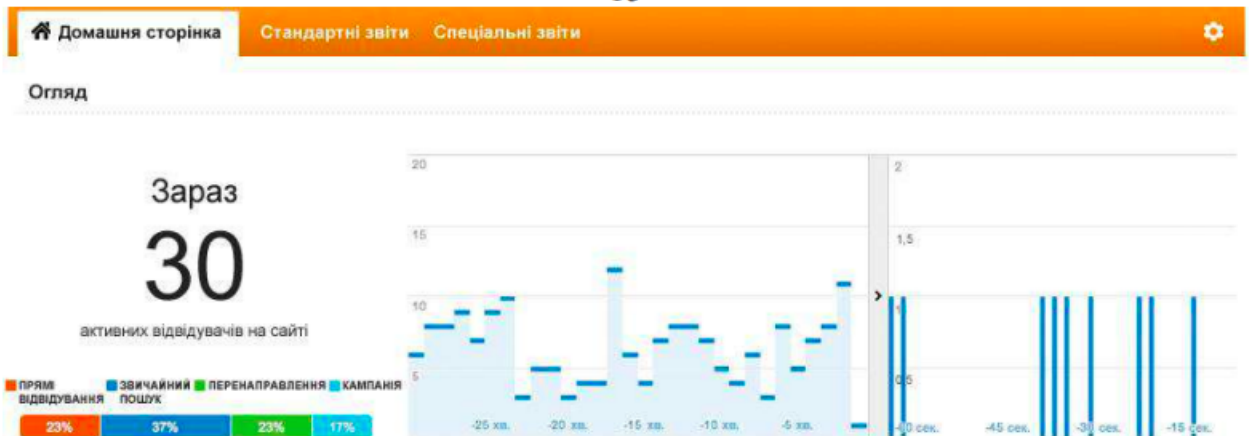 Домашня сторінка Стандартні звіти Спеціальні звіти
Огляд
Зараз
30
активних відвідувачів на сайті
ПРЯМІ ВІДВІДУВАННЯ
ЗВИЧАЙНИЙ ПОШУК
ПЕРЕНАПРАВЛЕННЯ
КАМПАНІЯ
23% 37% 23% 17%
20
15
10
5
-25 хв. -20 хв. -15 хв. -10 хв. -5 хв.
2
1,5
1
0,5
-60 сек. -45 сек. -30 сек. -15 сек.